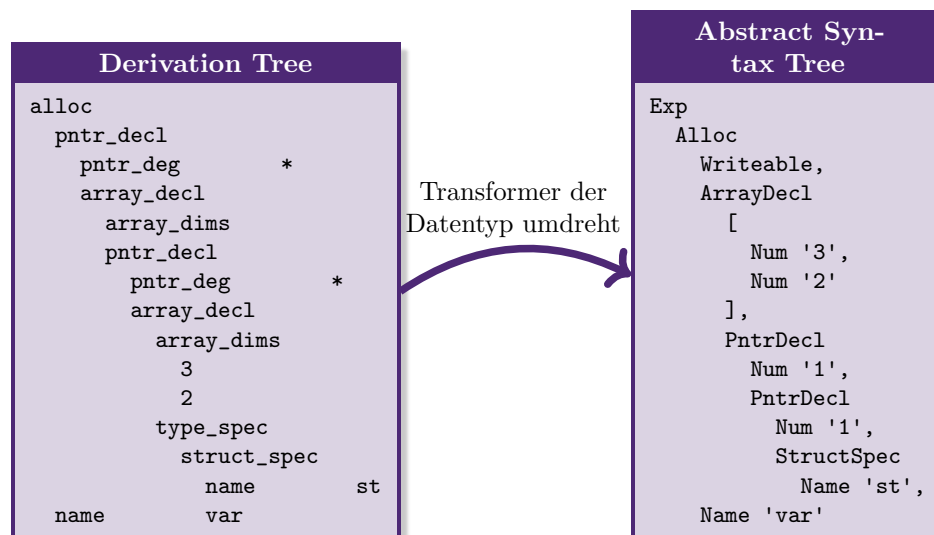 Derivation Tree
alloc
  pntr_decl
    pntr_deg        *
    array_decl
      array_dims
      pntr_decl
        pntr_deg        *
        array_decl
          array_dims
            3
            2
          type_spec
            struct_spec
              name        st
  name        var
Transformer der
Datentyp umdreht
Abstract Syn-
tax Tree
Exp
  Alloc
    Writeable,
    ArrayDecl
      [
        Num '3',
        Num '2'
      ],
      PntrDecl
        Num '1',
        PntrDecl
          Num '1',
          StructSpec
            Name 'st',
    Name 'var'